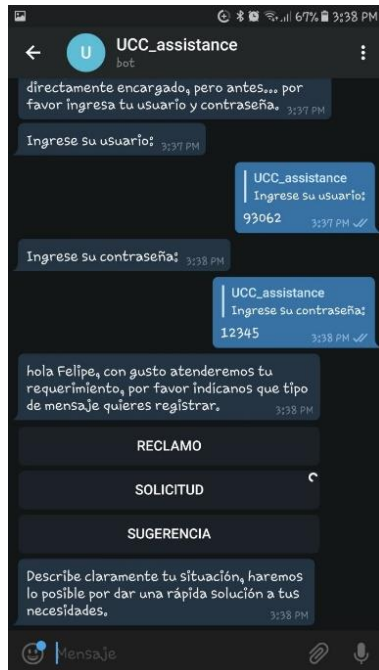 67% 3:38 PM
U
UCC_assistance
bot
directamente encargado, pero antes... por
favor ingresa tu usuario y contraseña. 3:37 PM
Ingrese su usuario: 3:37 PM
UCC_assistance
Ingrese su usuario:
93062 3:37 PM
Ingrese su contraseña: 3:38 PM
UCC_assistance
Ingrese su contraseña:
12345 3:38 PM
hola Felipe, con gusto atenderemos tu
requerimiento, por favor indícanos que tipo
de mensaje quieres registrar. 3:38 PM
RECLAMO
SOLICITUD
SUGERENCIA
Describe claramente tu situación, haremos
lo posible por dar una rápida solución a tus
necesidades. 3:38 PM
Mensaje